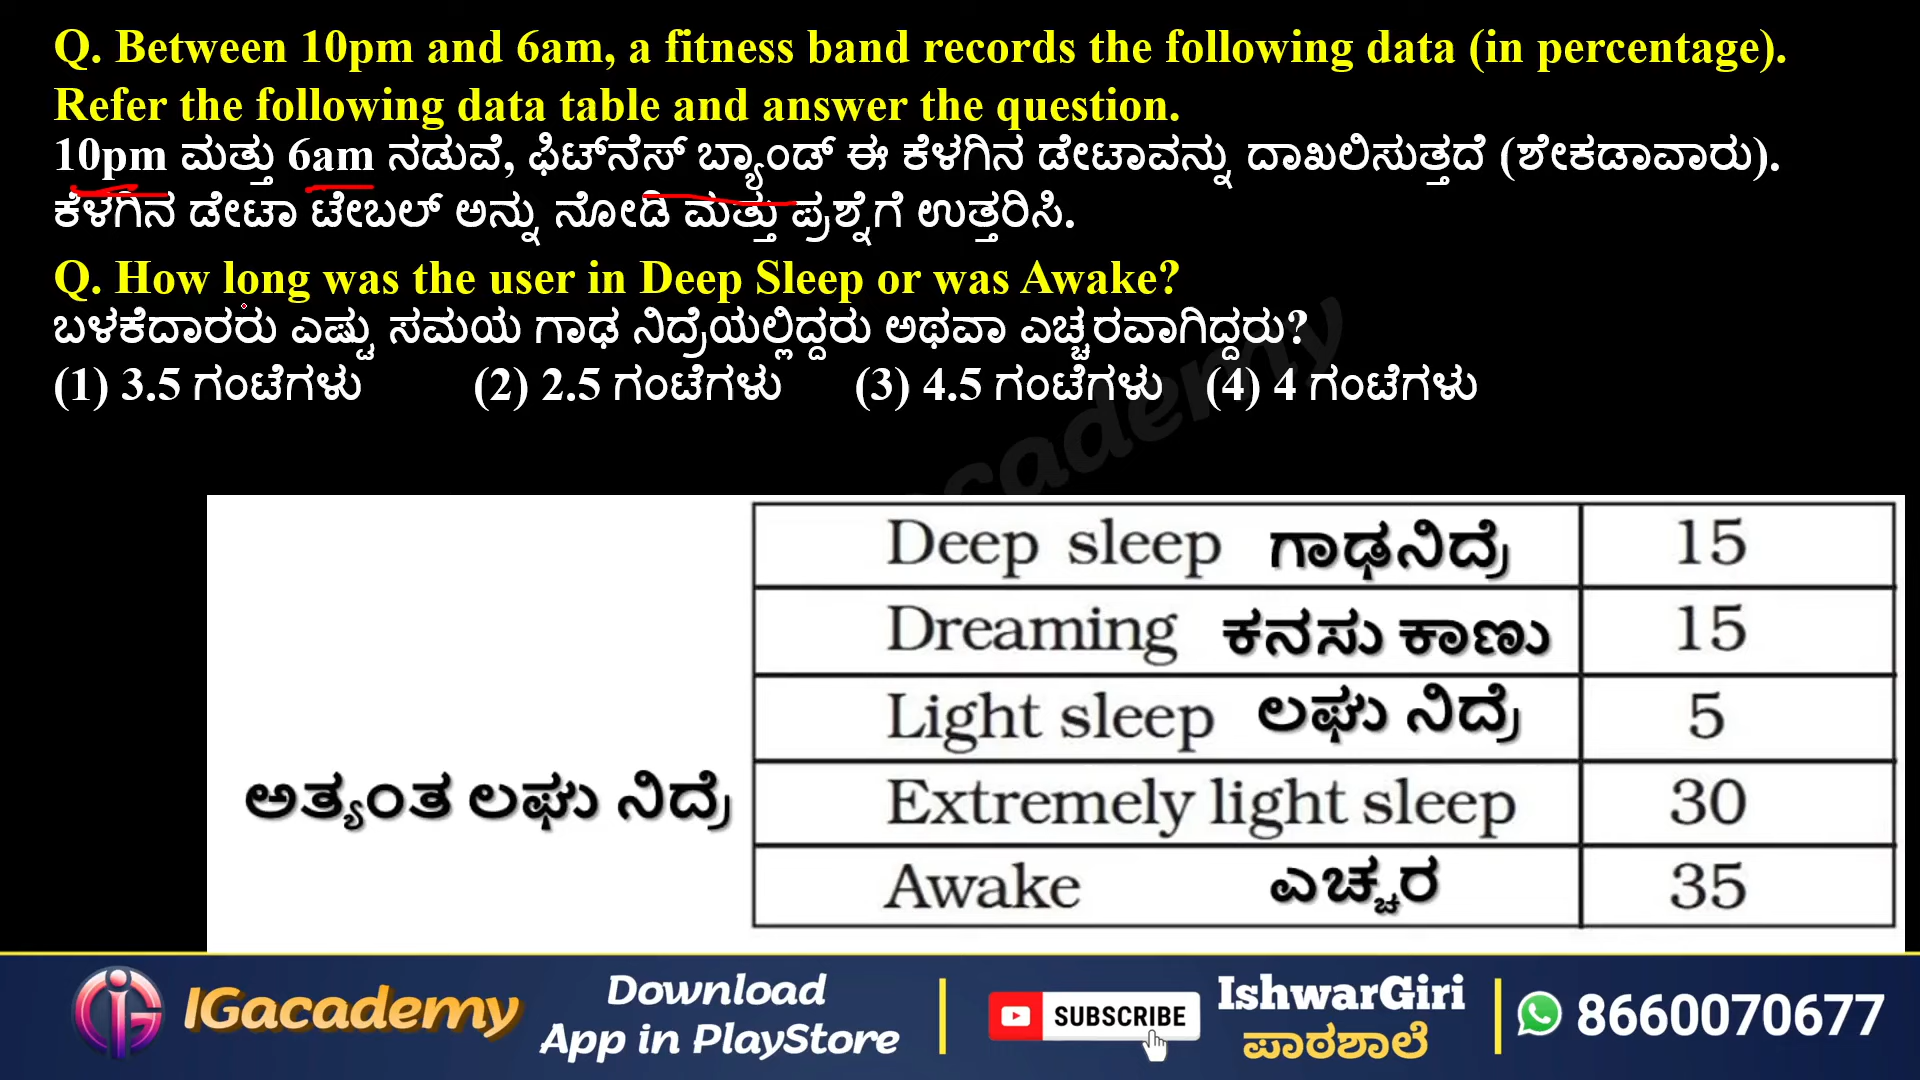 Q. Between 10pm and 6am, a fitness band records the following data (in percentage).
Refer the following data table and answer the question.
10pm ಮತ್ತು 6am ನಡುವೆ, ಫಿಟ್‌ನೆಸ್ ಬ್ಯಾಂಡ್ ಈ ಕೆಳಗಿನ ಡೇಟಾವನ್ನು ದಾಖಲಿಸುತ್ತದೆ (ಶೇಕಡಾವಾರು).
ಕೆಳಗಿನ ಡೇಟಾ ಟೇಬಲ್ ಅನ್ನು ನೋಡಿ ಮತ್ತು ಪ್ರಶ್ನೆಗೆ ಉತ್ತರಿಸಿ.
Q. How long was the user in Deep Sleep or was Awake?
ಬಳಕೆದಾರರು ಎಷ್ಟು ಸಮಯ ಗಾಢ ನಿದ್ರೆಯಲ್ಲಿದ್ದರು ಅಥವಾ ಎಚ್ಚರವಾಗಿದ್ದರು?
(1) 3.5 ಗಂಟೆಗಳು (2) 2.5 ಗಂಟೆಗಳು (3) 4.5 ಗಂಟೆಗಳು (4) 4 ಗಂಟೆಗಳು
Deep sleep ಗಾಢನಿದ್ರೆ 15
Dreaming ಕನಸು ಕಾಣು 15
Light sleep ಲಘು ನಿದ್ರೆ 5
ಅತ್ಯಂತ ಲಘು ನಿದ್ರೆ Extremely light sleep 30
Awake ಎಚ್ಚರ 35
IGacademy
Download
App in PlayStore
SUBSCRIBE
IshwarGiri
ಪಾಠಶಾಲೆ
8660070677